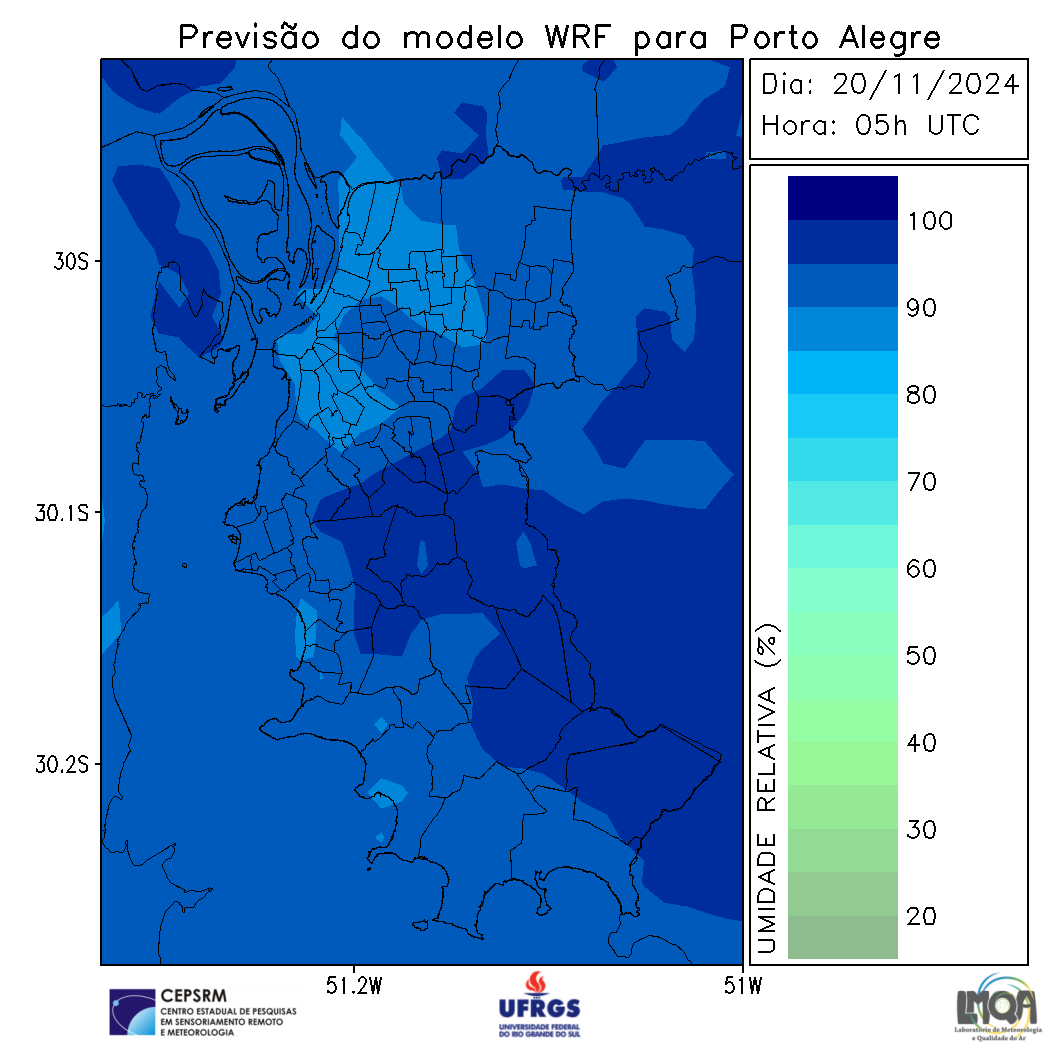 Previsão do modelo WRF para Porto Alegre
Dia: 20/11/2024
Hora: 05h UTC
30S
30.1S
30.2S
51.2W
51W
UMIDADE RELATIVA (%)
100
90
80
70
60
50
40
30
20
CEPSRM
CENTRO ESTADUAL DE PESQUISAS
EM SENSORIAMENTO REMOTO
E METEOROLOGIA
UFRGS
UNIVERSIDADE FEDERAL
DO RIO GRANDE DO SUL
LMQA
Laboratório de Meteorologia
e Qualidade do Ar